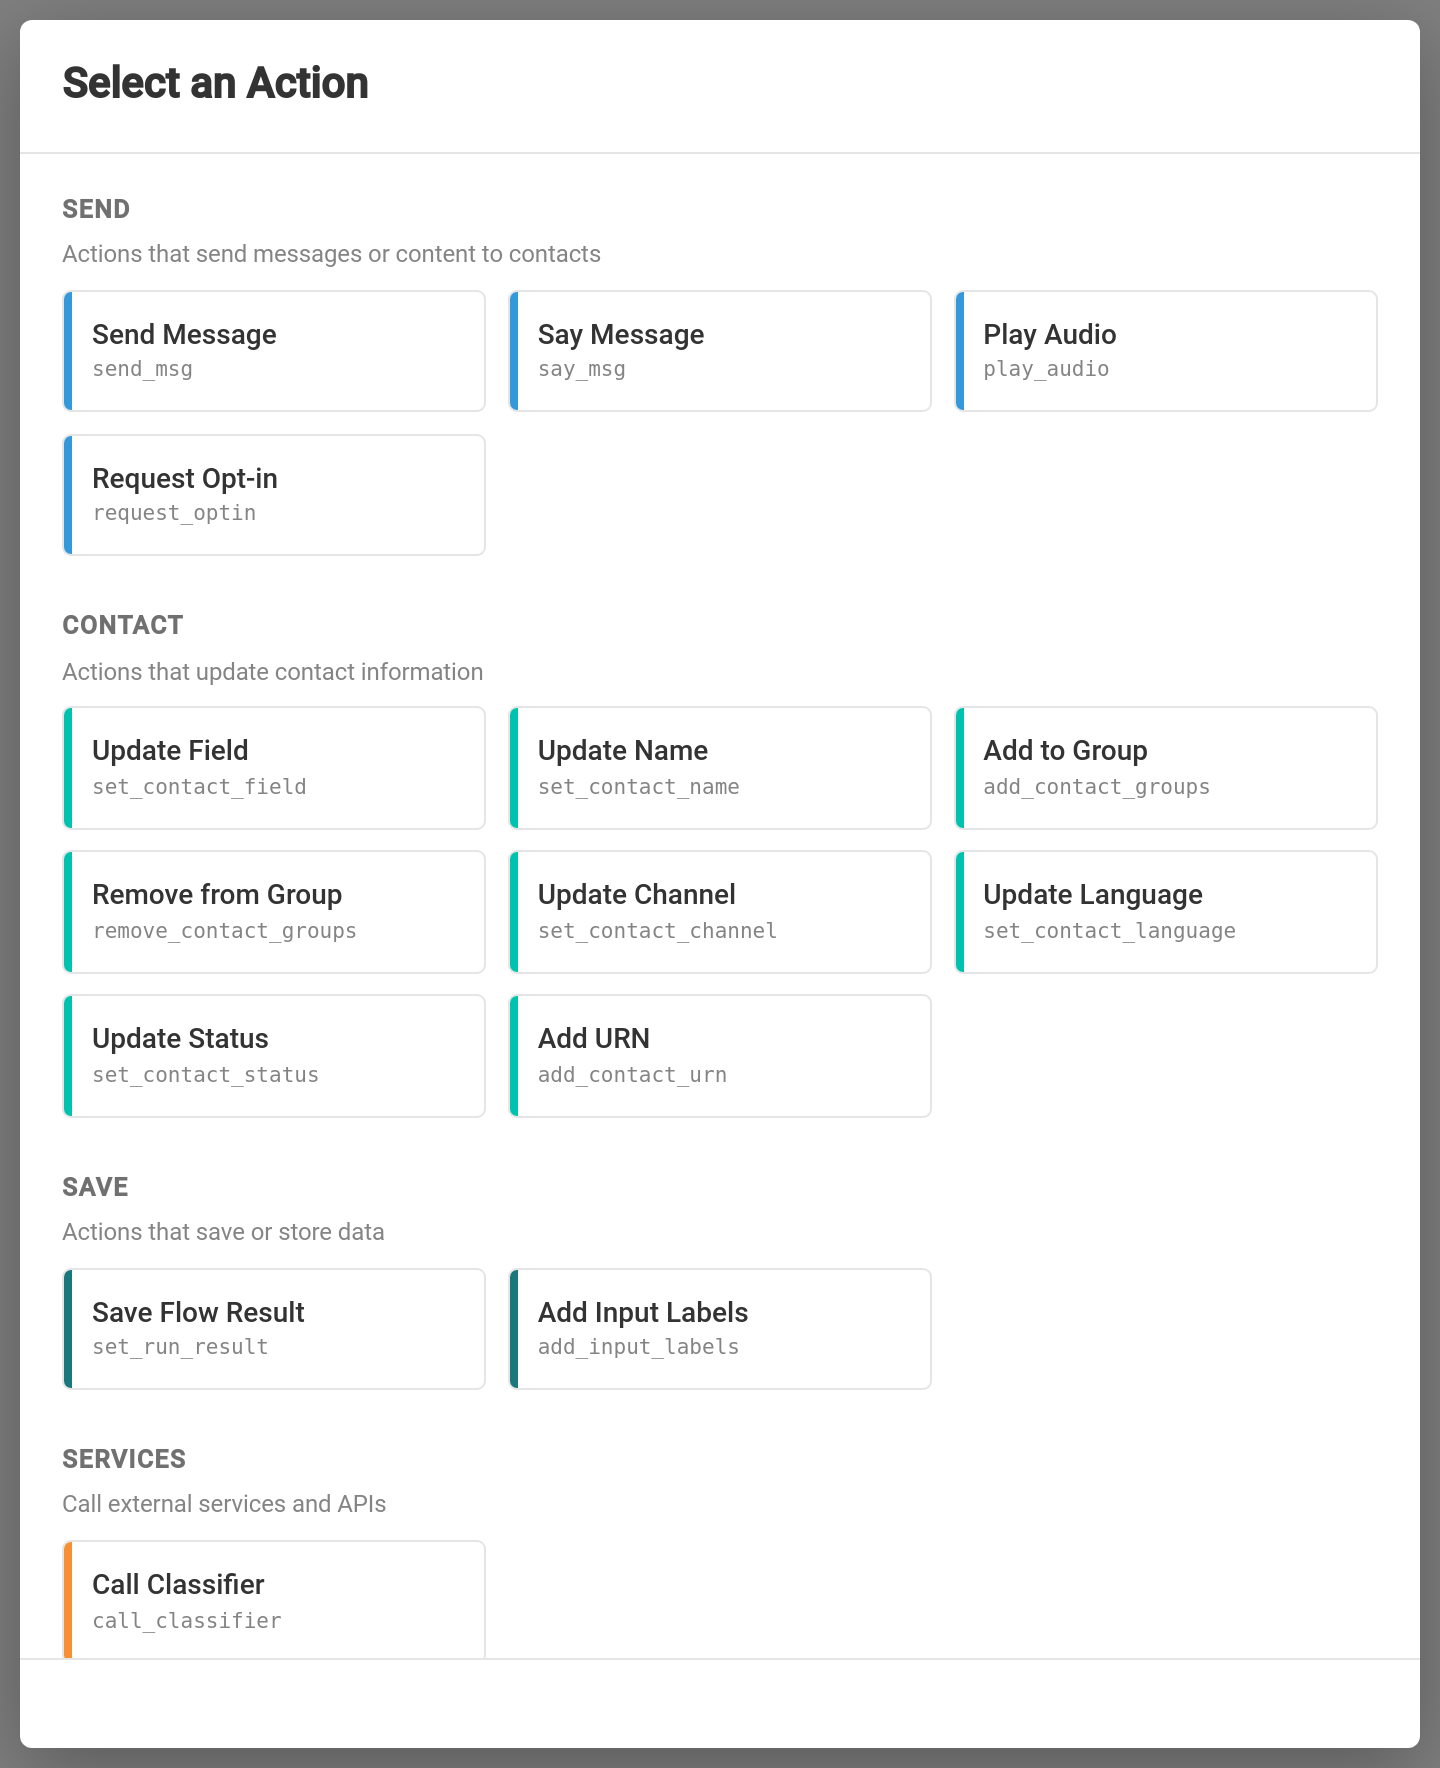 Select an Action
SEND
Actions that send messages or content to contacts
Send Message
send_msg
Say Message
say_msg
Play Audio
play_audio
Request Opt-in
request_optin
CONTACT
Actions that update contact information
Update Field
set_contact_field
Update Name
set_contact_name
Add to Group
add_contact_groups
Remove from Group
remove_contact_groups
Update Channel
set_contact_channel
Update Language
set_contact_language
Update Status
set_contact_status
Add URN
add_contact_urn
SAVE
Actions that save or store data
Save Flow Result
set_run_result
Add Input Labels
add_input_labels
SERVICES
Call external services and APIs
Call Classifier
call_classifier